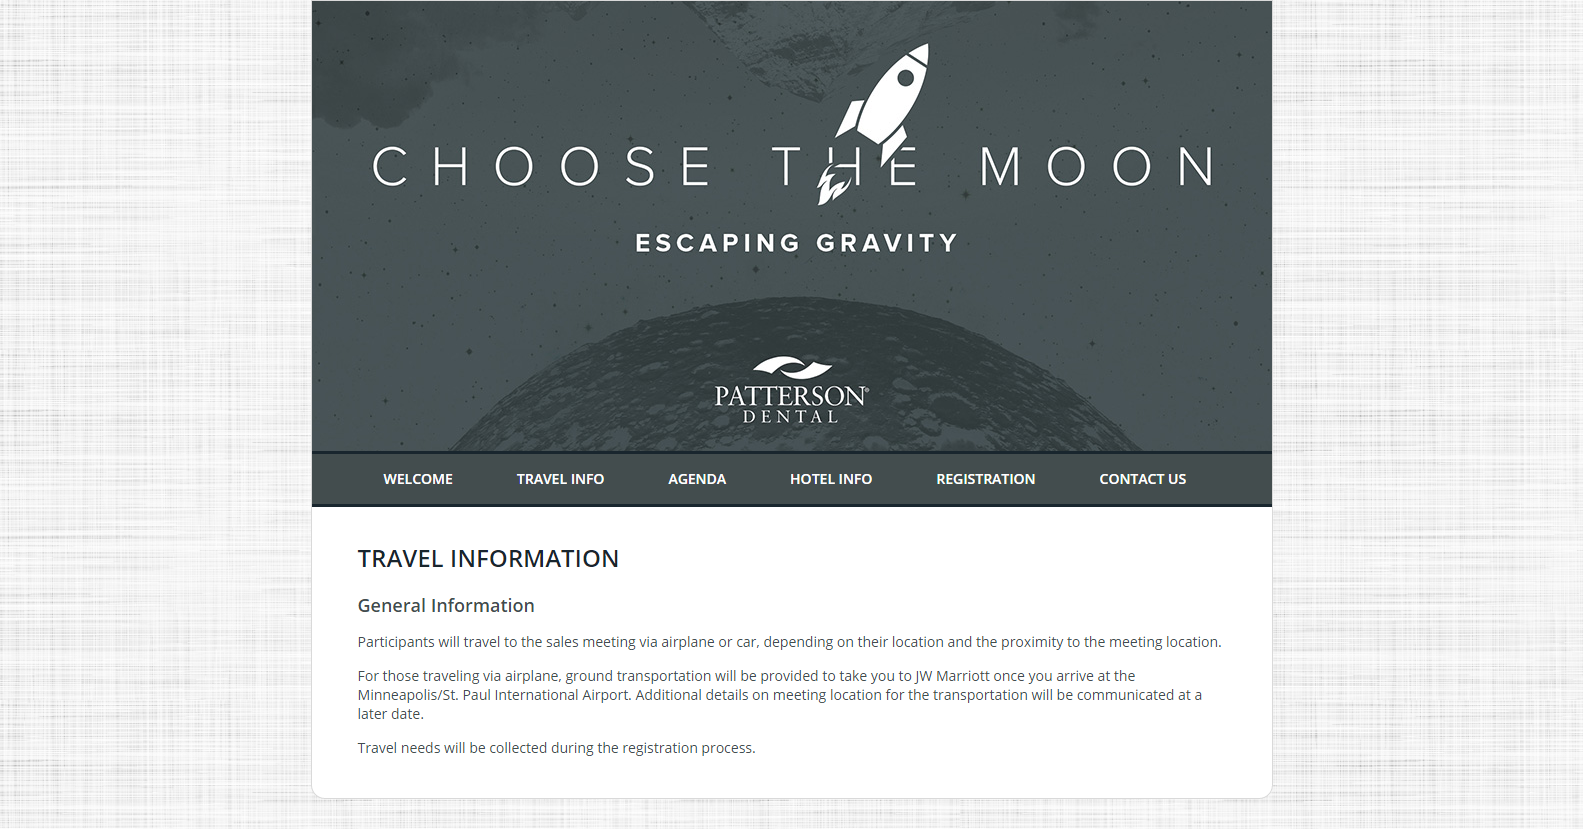 CHOOSE THE MOON
ESCAPING GRAVITY
PATTERSON®
DENTAL
WELCOME TRAVEL INFO AGENDA HOTEL INFO REGISTRATION CONTACT US
TRAVEL INFORMATION
General Information
Participants will travel to the sales meeting via airplane or car, depending on their location and the proximity to the meeting location.
For those traveling via airplane, ground transportation will be provided to take you to JW Marriott once you arrive at the
Minneapolis/St. Paul International Airport. Additional details on meeting location for the transportation will be communicated at a
later date.
Travel needs will be collected during the registration process.